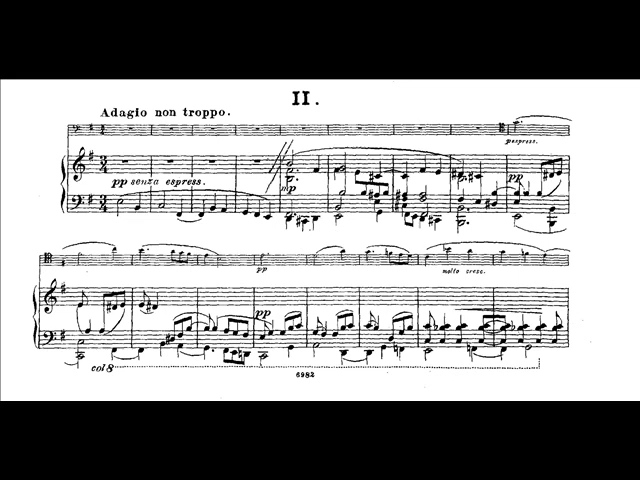 II.
Adagio non troppo.
p espress.
pp senza espress.
mp
pp
pp
molto cresc.
pp
col 8
6982